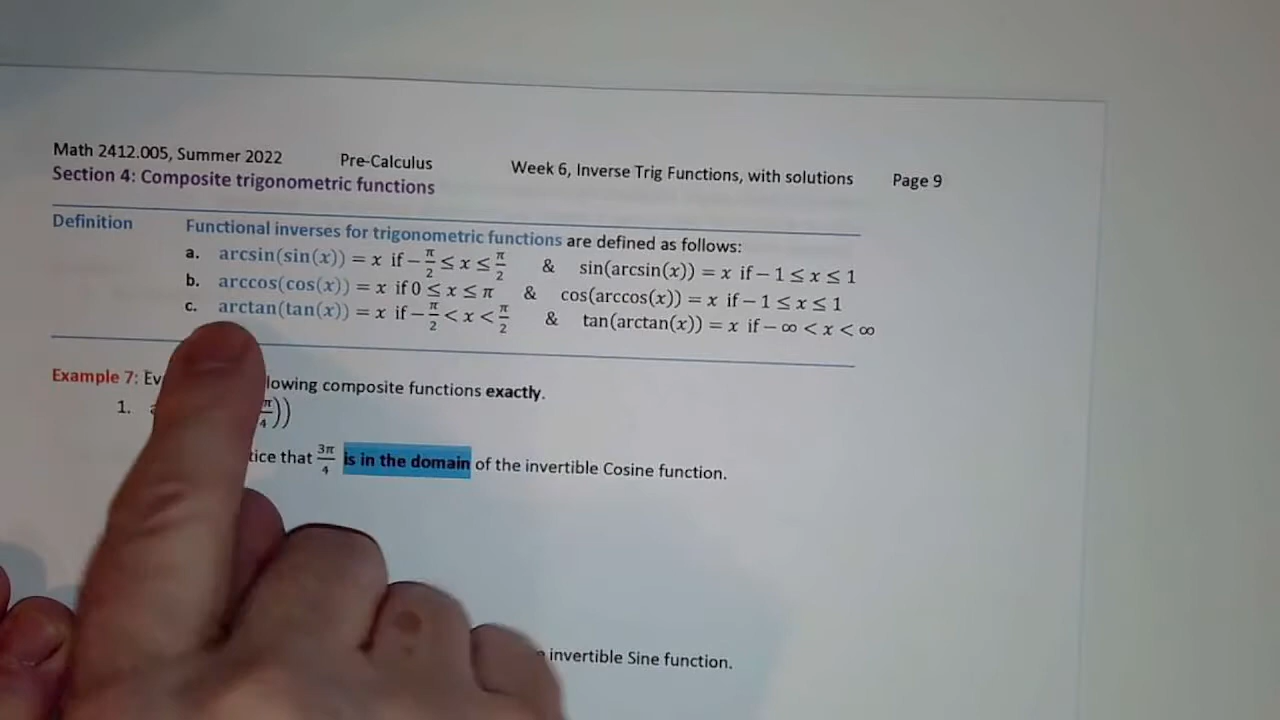 Math 2412.005, Summer 2022 Pre-Calculus Week 6, Inverse Trig Functions, with solutions Page 9
Section 4: Composite trigonometric functions
Definition Functional inverses for trigonometric functions are defined as follows:
a. arcsin(sin(x)) = x if −π/2 ≤ x ≤ π/2 & sin(arcsin(x)) = x if − 1 ≤ x ≤ 1
b. arccos(cos(x)) = x if 0 ≤ x ≤ π & cos(arccos(x)) = x if − 1 ≤ x ≤ 1
c. arctan(tan(x)) = x if −π/2 < x < π/2 & tan(arctan(x)) = x if − ∞ < x < ∞
Example 7: lowing composite functions exactly.
1. π/4))
tice that 3π/4 is in the domain of the invertible Cosine function.
invertible Sine function.